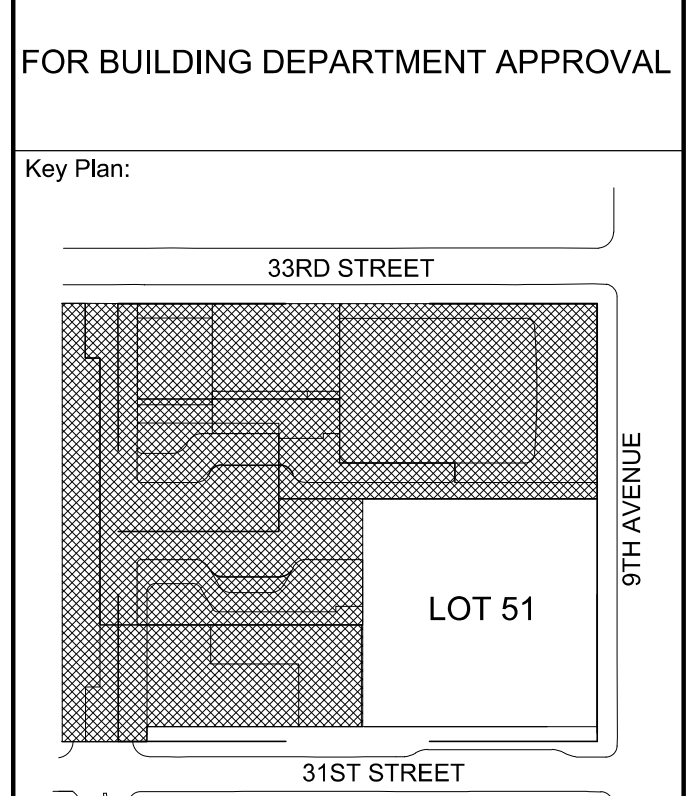 FOR BUILDING DEPARTMENT APPROVAL
Key Plan:
33RD STREET
9TH AVENUE
LOT 51
31ST STREET